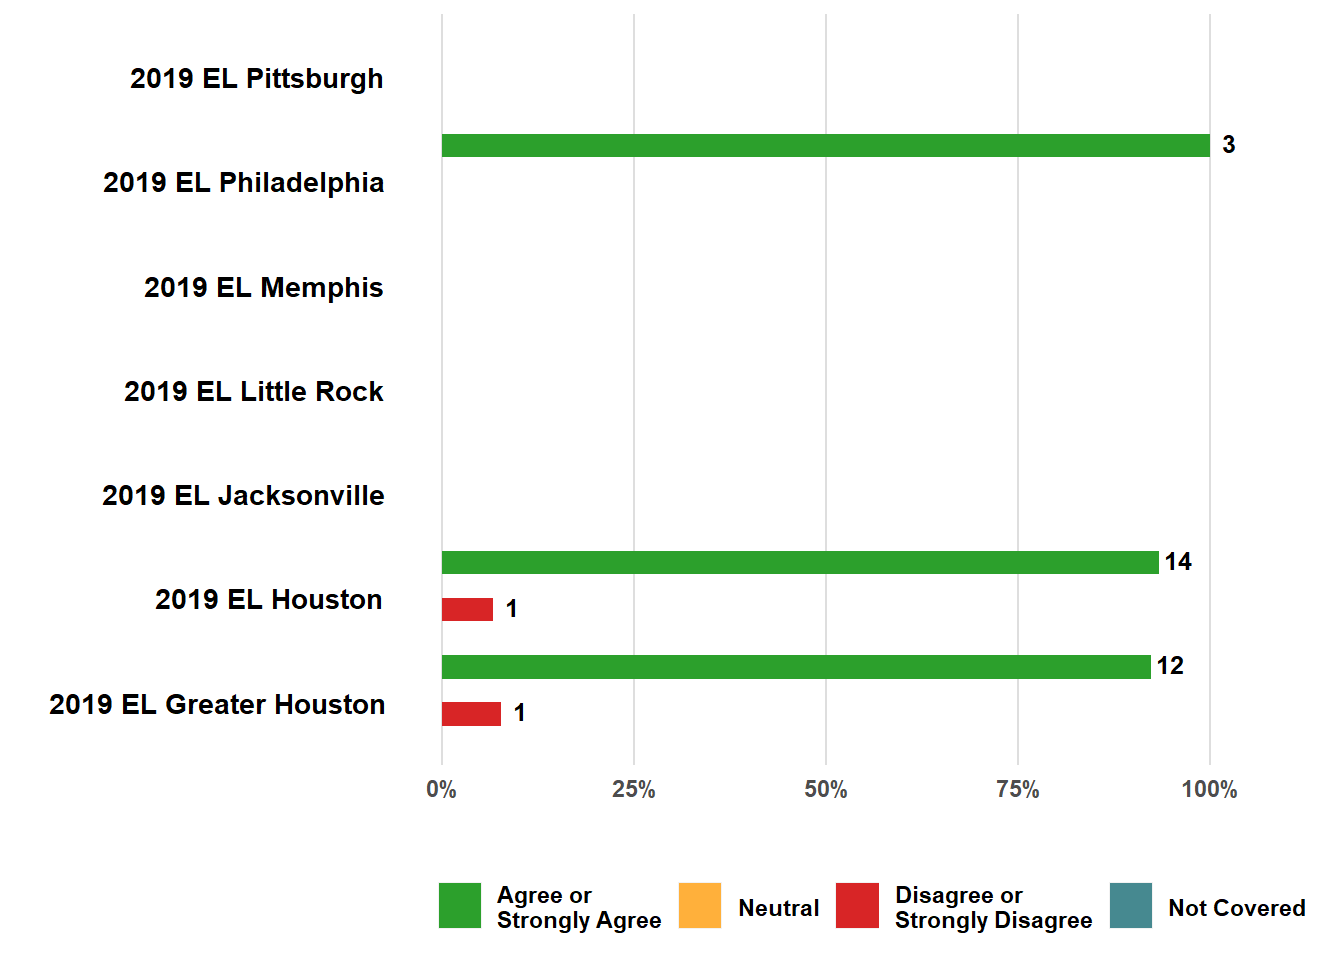 2019 EL Pittsburgh
3
2019 EL Philadelphia
2019 EL Memphis
2019 EL Little Rock
2019 EL Jacksonville
14
2019 EL Houston
1
12
2019 EL Greater Houston
1
0% 25% 50% 75% 100%
Agree or
Strongly Agree
Neutral
Disagree or
Strongly Disagree
Not Covered